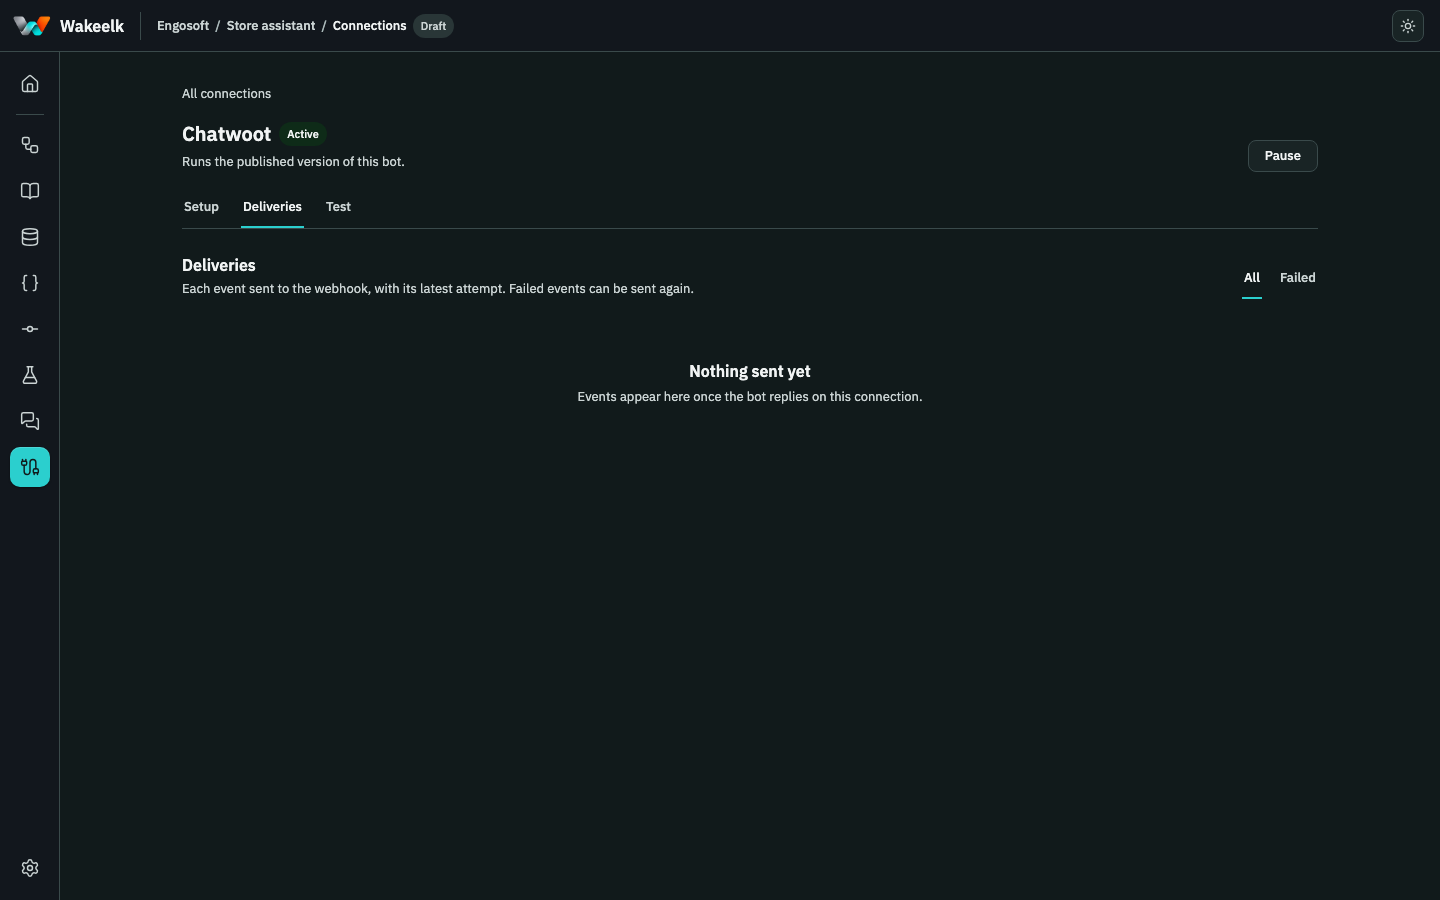 Wakeelk
Engosoft / Store assistant / Connections Draft
All connections
Chatwoot Active
Runs the published version of this bot.
Pause
Setup Deliveries Test
Deliveries
Each event sent to the webhook, with its latest attempt. Failed events can be sent again.
All Failed
Nothing sent yet
Events appear here once the bot replies on this connection.